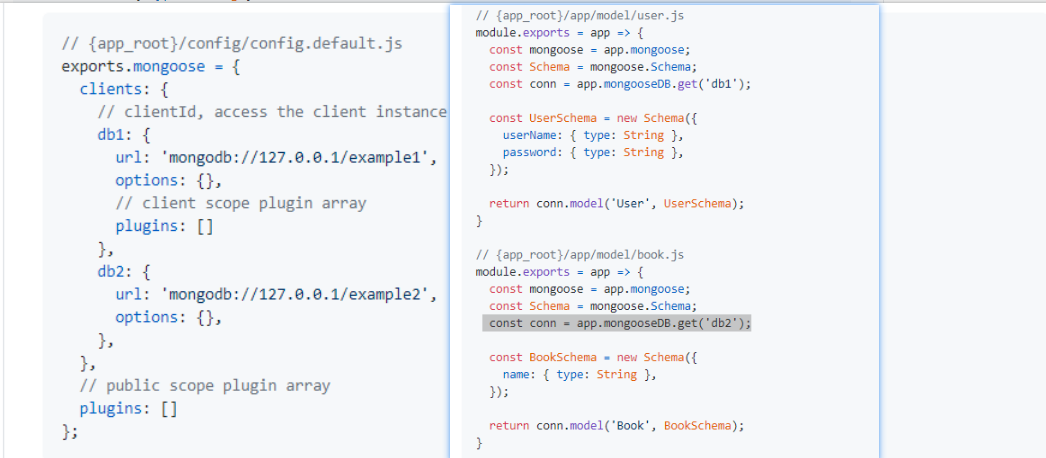 // {app_root}/config/config.default.js
exports.mongoose = {
  clients: {
    // clientId, access the client instance
    db1: {
      url: 'mongodb://127.0.0.1/example1',
      options: {},
      // client scope plugin array
      plugins: []
    },
    db2: {
      url: 'mongodb://127.0.0.1/example2',
      options: {},
    },
  },
  // public scope plugin array
  plugins: []
};
// {app_root}/app/model/user.js
module.exports = app => {
  const mongoose = app.mongoose;
  const Schema = mongoose.Schema;
  const conn = app.mongooseDB.get('db1');

  const UserSchema = new Schema({
    userName: { type: String },
    password: { type: String },
  });

  return conn.model('User', UserSchema);
}

// {app_root}/app/model/book.js
module.exports = app => {
  const mongoose = app.mongoose;
  const Schema = mongoose.Schema;
  const conn = app.mongooseDB.get('db2');

  const BookSchema = new Schema({
    name: { type: String },
  });

  return conn.model('Book', BookSchema);
}